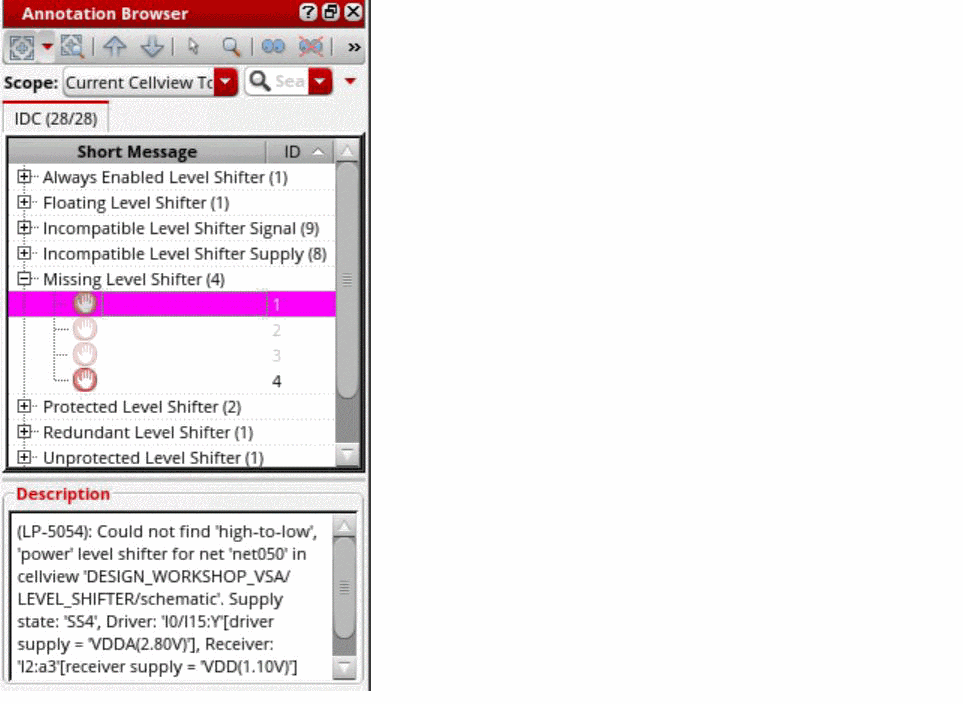 Annotation Browser
Scope: Current Cellview To Sea
IDC (28/28)
Short Message ID
Always Enabled Level Shifter (1)
Floating Level Shifter (1)
Incompatible Level Shifter Signal (9)
Incompatible Level Shifter Supply (8)
Missing Level Shifter (4)
1
2
3
4
Protected Level Shifter (2)
Redundant Level Shifter (1)
Unprotected Level Shifter (1)
Description
(LP-5054): Could not find 'high-to-low',
'power' level shifter for net 'net050' in
cellview 'DESIGN_WORKSHOP_VSA/
LEVEL_SHIFTER/schematic'. Supply
state: 'SS4', Driver: 'I0/I15:Y'[driver
supply = 'VDDA(2.80V)'], Receiver:
'I2:a3'[receiver supply = 'VDD(1.10V)']